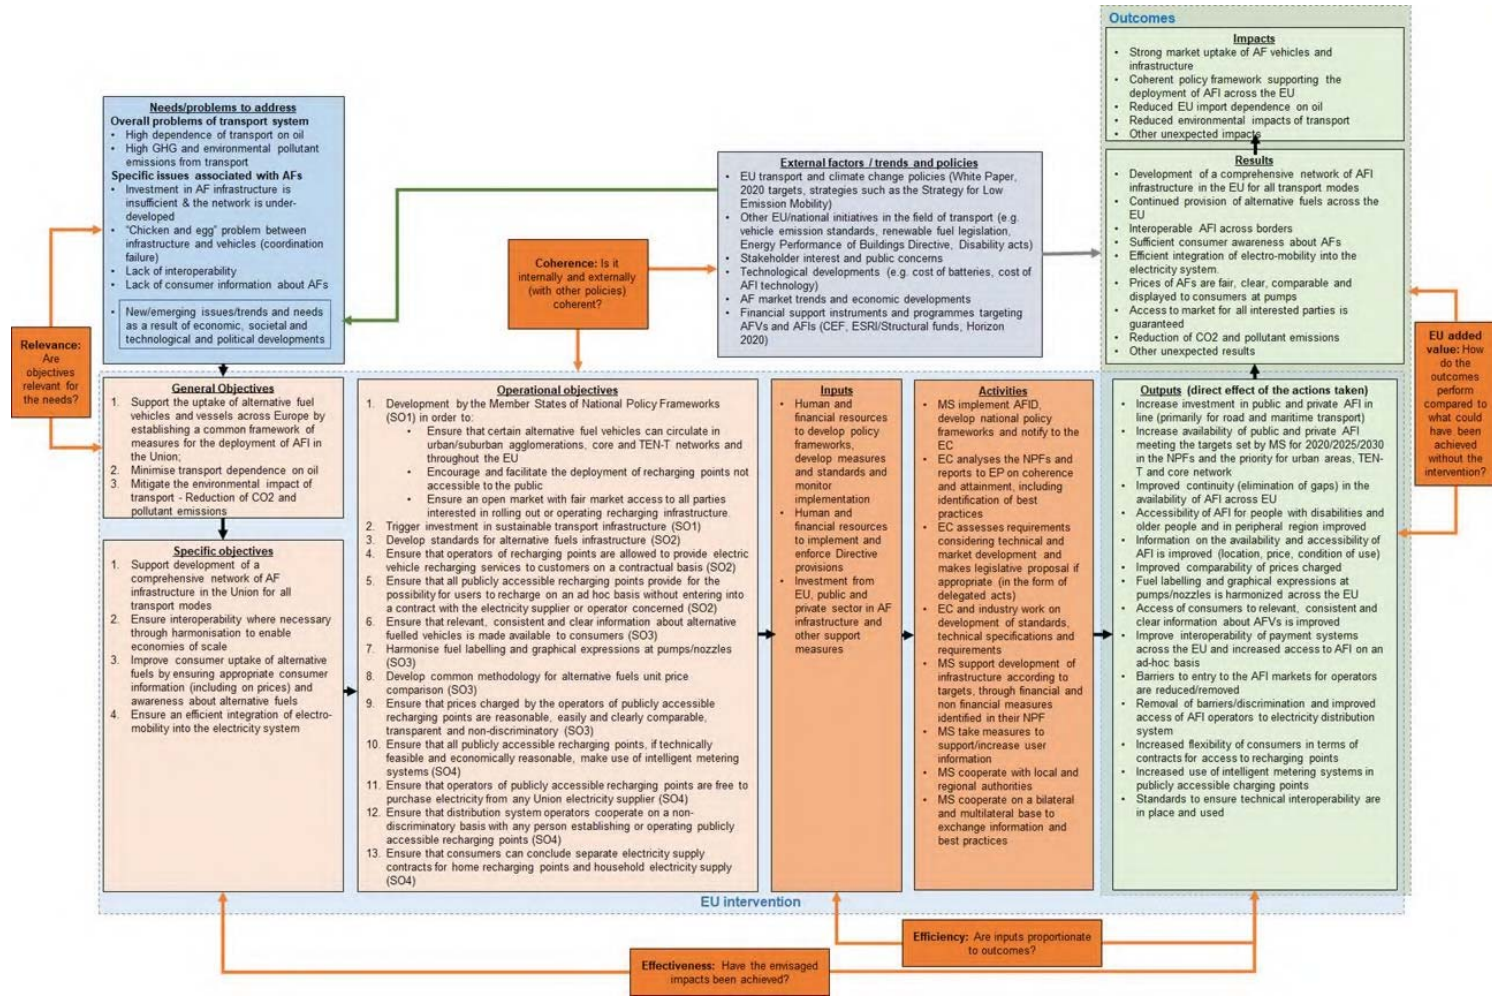 Outcomes
Impacts
• Strong market uptake of AF vehicles and
infrastructure
• Coherent policy framework supporting the
deployment of AFI across the EU
• Reduced EU import dependence on oil
• Reduced environmental impacts of transport
• Other unexpected impacts
Needs/problems to address
Overall problems of transport system
• High dependence of transport on oil
• High GHG and environmental pollutant
emissions from transport
Specific issues associated with AFs
• Investment in AF infrastructure is
insufficient & the network is under-
developed
• "Chicken and egg" problem between
infrastructure and vehicles (coordination
failure)
• Lack of interoperability
• Lack of consumer information about AFs
• New/emerging issues/trends and needs
as a result of economic, societal and
technological and political developments
External factors / trends and policies
• EU transport and climate change policies (White Paper,
2020 targets, strategies such as the Strategy for Low
Emission Mobility)
• Other EU/national initiatives in the field of transport (e.g.
vehicle emission standards, renewable fuel legislation,
Energy Performance of Buildings Directive, Disability acts)
• Stakeholder interest and public concerns
• Technological developments (e.g. cost of batteries, cost of
AFI technology)
• AF market trends and economic developments
• Financial support instruments and programmes targeting
AFVs and AFIs (CEF, ESRI/Structural funds, Horizon
2020)
Results
• Development of a comprehensive network of AFI
infrastructure in the EU for all transport modes
• Continued provision of alternative fuels across the
EU
• Interoperable AFI across borders
• Sufficient consumer awareness about AFs
• Efficient integration of electro-mobility into the
electricity system.
• Prices of AFs are fair, clear, comparable and
displayed to consumers at pumps
• Access to market for all interested parties is
guaranteed
• Reduction of CO2 and pollutant emissions
• Other unexpected results
Coherence: Is it
internally and externally
(with other policies)
coherent?
Relevance:
Are
objectives
relevant for
the needs?
EU added
value: How
do the
outcomes
perform
compared to
what could
have been
achieved
without the
intervention?
General Objectives
1. Support the uptake of alternative fuel
vehicles and vessels across Europe by
establishing a common framework of
measures for the deployment of AFI in
the Union;
2. Minimise transport dependence on oil
3. Mitigate the environmental impact of
transport - Reduction of CO2 and
pollutant emissions
Specific objectives
1. Support development of a
comprehensive network of AF
infrastructure in the Union for all
transport modes
2. Ensure interoperability where necessary
through harmonisation to enable
economies of scale
3. Improve consumer uptake of alternative
fuels by ensuring appropriate consumer
information (including on prices) and
awareness about alternative fuels
4. Ensure an efficient integration of electro-
mobility into the electricity system
Operational objectives
1. Development by the Member States of National Policy Frameworks
(SO1) in order to:
• Ensure that certain alternative fuel vehicles can circulate in
urban/suburban agglomerations, core and TEN-T networks and
throughout the EU
• Encourage and facilitate the deployment of recharging points not
accessible to the public
• Ensure an open market with fair market access to all parties
interested in rolling out or operating recharging infrastructure.
2. Trigger investment in sustainable transport infrastructure (SO1)
3. Develop standards for alternative fuels infrastructure (SO2)
4. Ensure that operators of recharging points are allowed to provide electric
vehicle recharging services to customers on a contractual basis (SO2)
5. Ensure that all publicly accessible recharging points provide for the
possibility for users to recharge on an ad hoc basis without entering into
a contract with the electricity supplier or operator concerned (SO2)
6. Ensure that relevant, consistent and clear information about alternative
fuelled vehicles is made available to consumers (SO3)
7. Harmonise fuel labelling and graphical expressions at pumps/nozzles
(SO3)
8. Develop common methodology for alternative fuels unit price
comparison (SO3)
9. Ensure that prices charged by the operators of publicly accessible
recharging points are reasonable, easily and clearly comparable,
transparent and non-discriminatory (SO3)
10. Ensure that all publicly accessible recharging points, if technically
feasible and economically reasonable, make use of intelligent metering
systems (SO4)
11. Ensure that operators of publicly accessible recharging points are free to
purchase electricity from any Union electricity supplier (SO4)
12. Ensure that distribution system operators cooperate on a non-
discriminatory basis with any person establishing or operating publicly
accessible recharging points (SO4)
13. Ensure that consumers can conclude separate electricity supply
contracts for home recharging points and household electricity supply
(SO4)
Inputs
• Human and
financial resources
to develop policy
frameworks,
develop measures
and standards and
monitor
implementation
• Human and
financial resources
to implement and
enforce Directive
provisions
• Investment from
EU, public and
private sector in AF
infrastructure and
other support
measures
Activities
• MS implement AFID,
develop national policy
frameworks and notify to the
EC
• EC analyses the NPFs and
reports to EP on coherence
and attainment, including
identification of best
practices
• EC assesses requirements
considering technical and
market development and
makes legislative proposal if
appropriate (in the form of
delegated acts)
• EC and industry work on
development of standards,
technical specifications and
requirements
• MS support development of
infrastructure according to
targets, through financial and
non financial measures
identified in their NPF
• MS take measures to
support/increase user
information
• MS cooperate with local and
regional authorities
• MS cooperate on a bilateral
and multilateral base to
exchange information and
best practices
Outputs (direct effect of the actions taken)
• Increase investment in public and private AFI in
line (primarily for road and maritime transport)
• Increase availability of public and private AFI
meeting the targets set by MS for 2020/2025/2030
in the NPFs and the priority for urban areas, TEN-
T and core network
• Improved continuity (elimination of gaps) in the
availability of AFI across EU
• Accessibility of AFI for people with disabilities and
older people and in peripheral region improved
• Information on the availability and accessibility of
AFI is improved (location, price, condition of use)
• Improved comparability of prices charged
• Fuel labelling and graphical expressions at
pumps/nozzles is harmonized across the EU
• Access of consumers to relevant, consistent and
clear information about AFVs is improved
• Improve interoperability of payment systems
across the EU and increased access to AFI on an
ad-hoc basis
• Barriers to entry to the AFI markets for operators
are reduced/removed
• Removal of barriers/discrimination and improved
access of AFI operators to electricity distribution
system
• Increased flexibility of consumers in terms of
contracts for access to recharging points
• Increased use of intelligent metering systems in
publicly accessible charging points
• Standards to ensure technical interoperability are
in place and used
EU intervention
Efficiency: Are inputs proportionate
to outcomes?
Effectiveness: Have the envisaged
impacts been achieved?